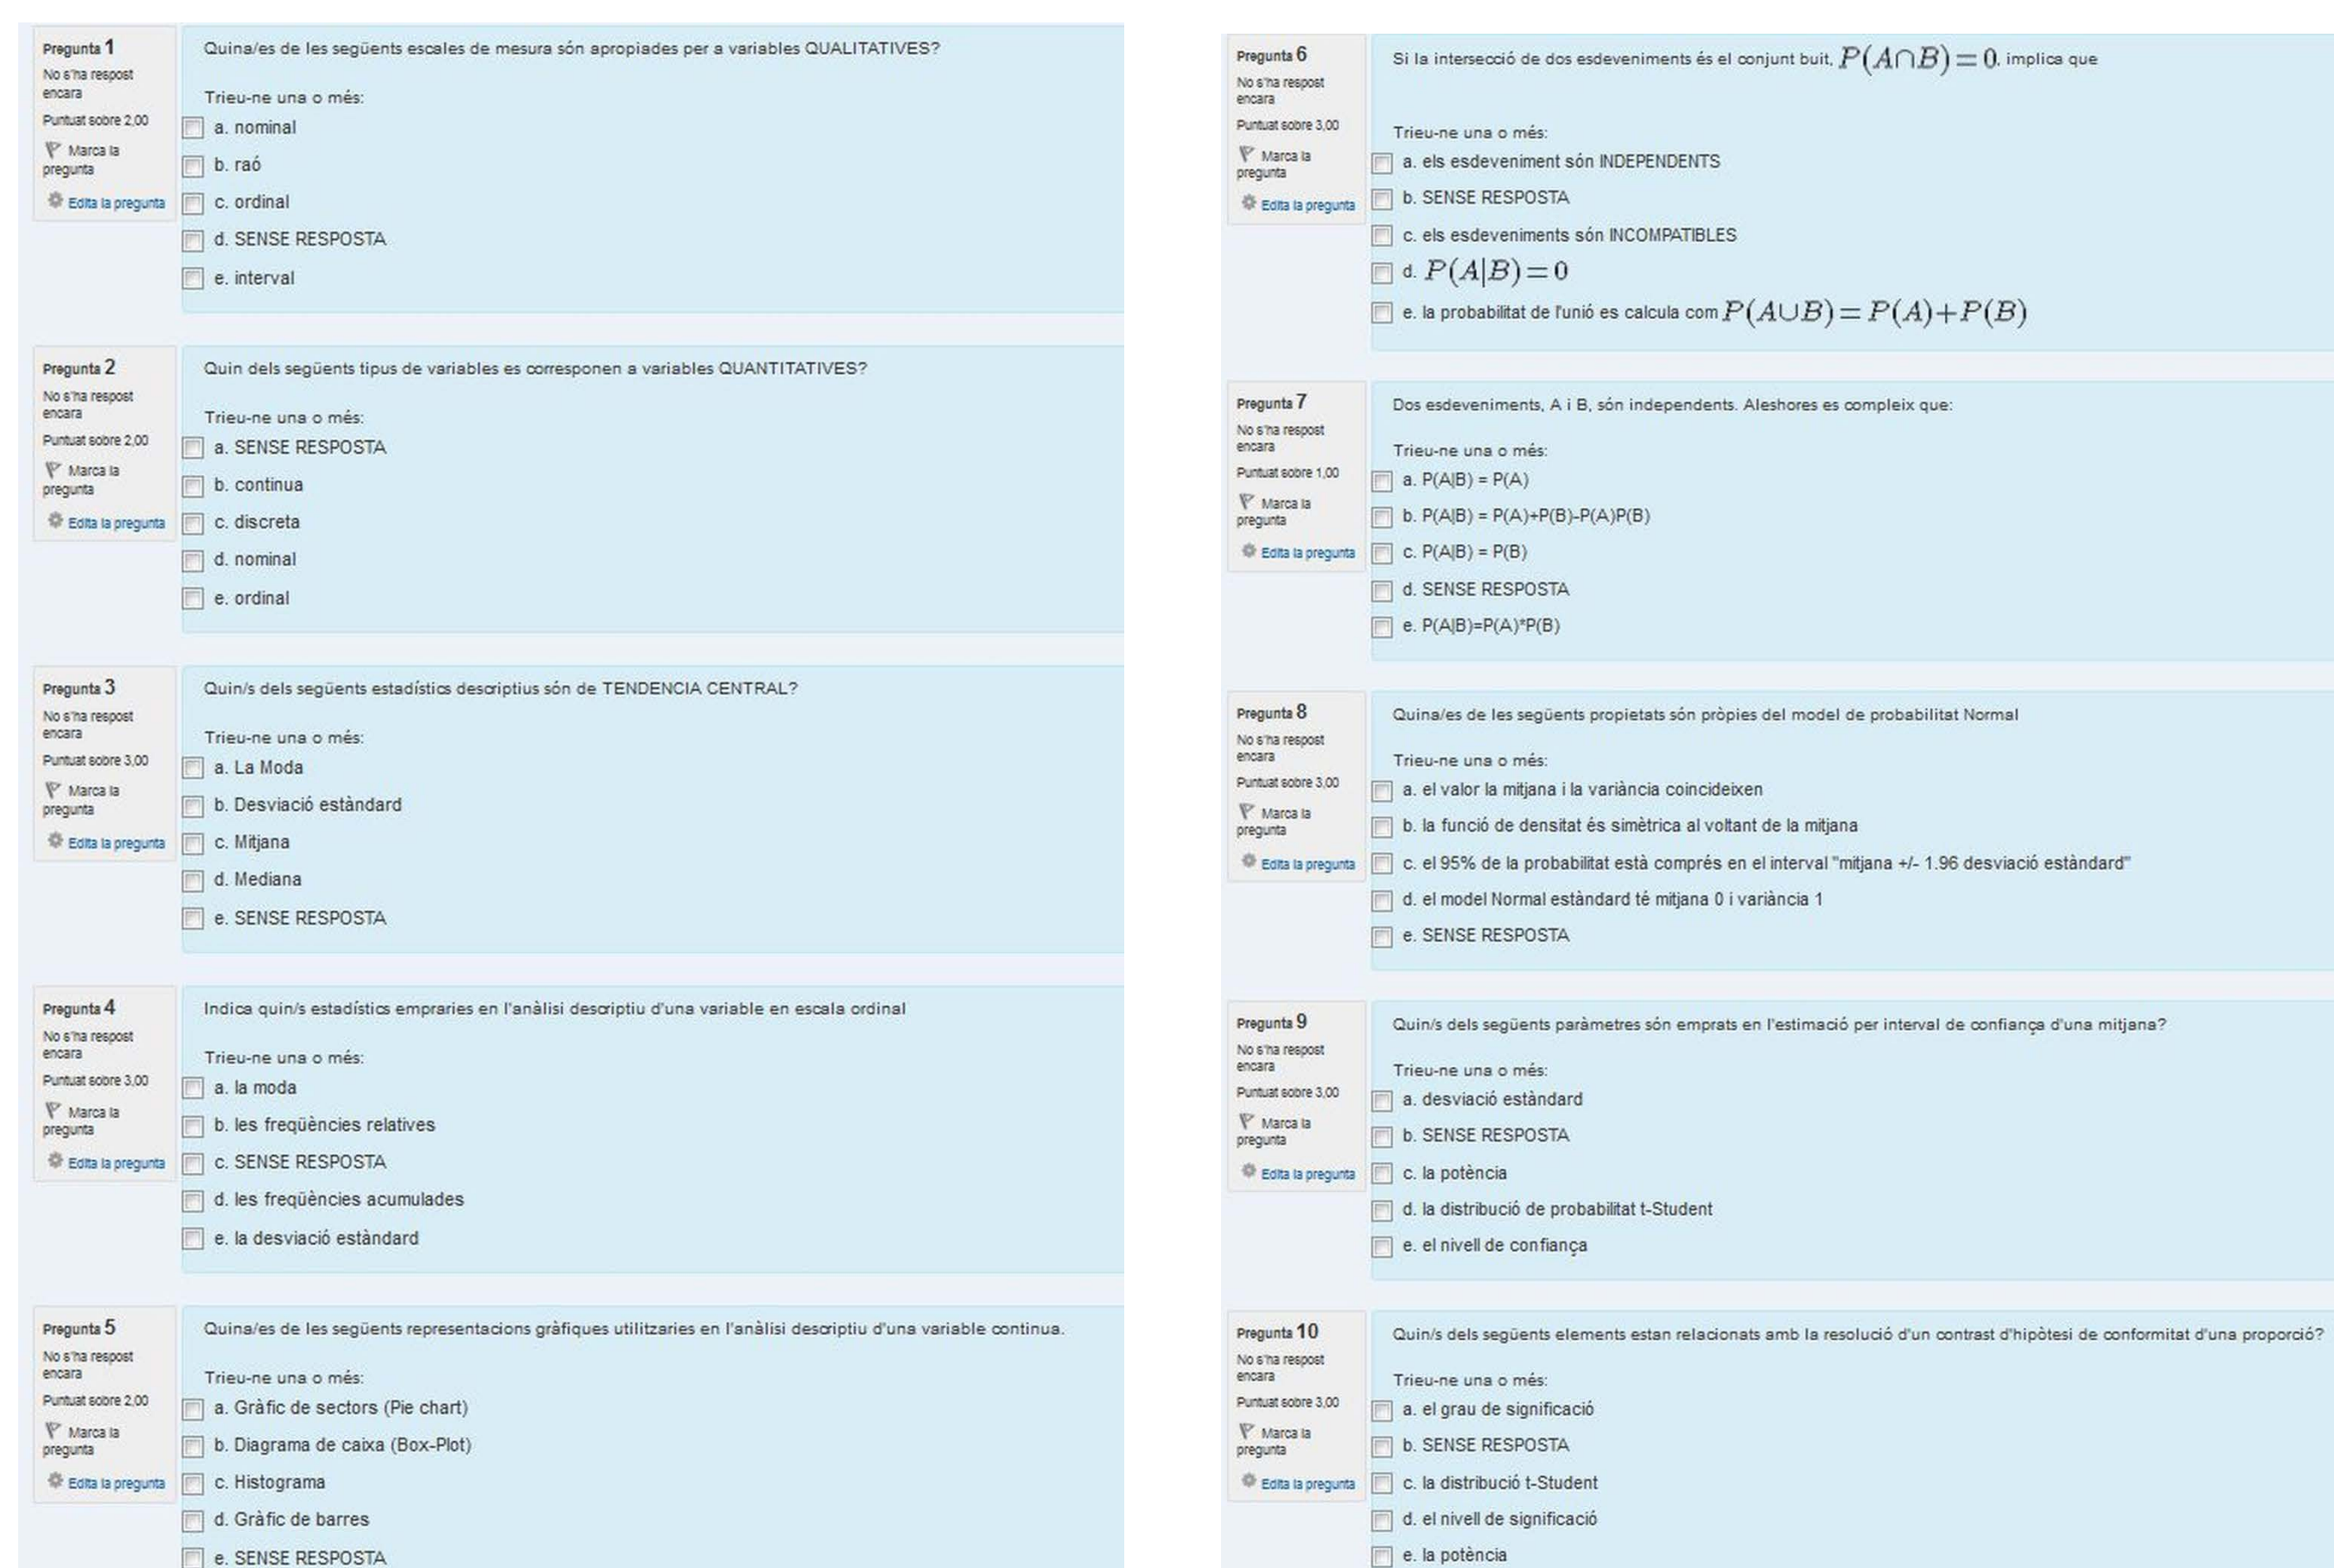 Pregunta 1
No s'ha respost
encara
Puntuat sobre 2,00
Marca la
pregunta
Edita la pregunta
Quina/es de les següents escales de mesura són apropiades per a variables QUALITATIVES?
Trieu-ne una o més:
a. nominal
b. raó
c. ordinal
d. SENSE RESPOSTA
e. interval
Pregunta 2
No s'ha respost
encara
Puntuat sobre 2,00
Marca la
pregunta
Edita la pregunta
Quin dels següents tipus de variables es corresponen a variables QUANTITATIVES?
Trieu-ne una o més:
a. SENSE RESPOSTA
b. continua
c. discreta
d. nominal
e. ordinal
Pregunta 3
No s'ha respost
encara
Puntuat sobre 3,00
Marca la
pregunta
Edita la pregunta
Quin/s dels següents estadístics descriptius són de TENDENCIA CENTRAL?
Trieu-ne una o més:
a. La Moda
b. Desviació estàndard
c. Mitjana
d. Mediana
e. SENSE RESPOSTA
Pregunta 4
No s'ha respost
encara
Puntuat sobre 3,00
Marca la
pregunta
Edita la pregunta
Indica quin/s estadístics empraries en l'anàlisi descriptiu d'una variable en escala ordinal
Trieu-ne una o més:
a. la moda
b. les freqüències relatives
c. SENSE RESPOSTA
d. les freqüències acumulades
e. la desviació estàndard
Pregunta 5
No s'ha respost
encara
Puntuat sobre 2,00
Marca la
pregunta
Edita la pregunta
Quina/es de les següents representacions gràfiques utilitzaries en l'anàlisi descriptiu d'una variable continua.
Trieu-ne una o més:
a. Gràfic de sectors (Pie chart)
b. Diagrama de caixa (Box-Plot)
c. Histograma
d. Gràfic de barres
e. SENSE RESPOSTA
Pregunta 6
No s'ha respost
encara
Puntuat sobre 3,00
Marca la
pregunta
Edita la pregunta
Si la intersecció de dos esdeveniments és el conjunt buit, P(A∩B)=0, implica que
Trieu-ne una o més:
a. els esdeveniment són INDEPENDENTS
b. SENSE RESPOSTA
c. els esdeveniments són INCOMPATIBLES
d. P(A|B)=0
e. la probabilitat de l'unió es calcula com P(A∪B)=P(A)+P(B)
Pregunta 7
No s'ha respost
encara
Puntuat sobre 1,00
Marca la
pregunta
Edita la pregunta
Dos esdeveniments, A i B, són independents. Aleshores es compleix que:
Trieu-ne una o més:
a. P(A|B) = P(A)
b. P(A|B) = P(A)+P(B)-P(A)P(B)
c. P(A|B) = P(B)
d. SENSE RESPOSTA
e. P(A|B)=P(A)*P(B)
Pregunta 8
No s'ha respost
encara
Puntuat sobre 3,00
Marca la
pregunta
Edita la pregunta
Quina/es de les següents propietats són pròpies del model de probabilitat Normal
Trieu-ne una o més:
a. el valor la mitjana i la variància coincideixen
b. la funció de densitat és simètrica al voltant de la mitjana
c. el 95% de la probabilitat està comprés en el interval "mitjana +/- 1.96 desviació estàndard"
d. el model Normal estàndard té mitjana 0 i variància 1
e. SENSE RESPOSTA
Pregunta 9
No s'ha respost
encara
Puntuat sobre 3,00
Marca la
pregunta
Edita la pregunta
Quin/s dels següents paràmetres són emprats en l'estimació per interval de confiança d'una mitjana?
Trieu-ne una o més:
a. desviació estàndard
b. SENSE RESPOSTA
c. la potència
d. la distribució de probabilitat t-Student
e. el nivell de confiança
Pregunta 10
No s'ha respost
encara
Puntuat sobre 3,00
Marca la
pregunta
Edita la pregunta
Quin/s dels següents elements estan relacionats amb la resolució d'un contrast d'hipòtesi de conformitat d'una proporció?
Trieu-ne una o més:
a. el grau de significació
b. SENSE RESPOSTA
c. la distribució t-Student
d. el nivell de significació
e. la potència